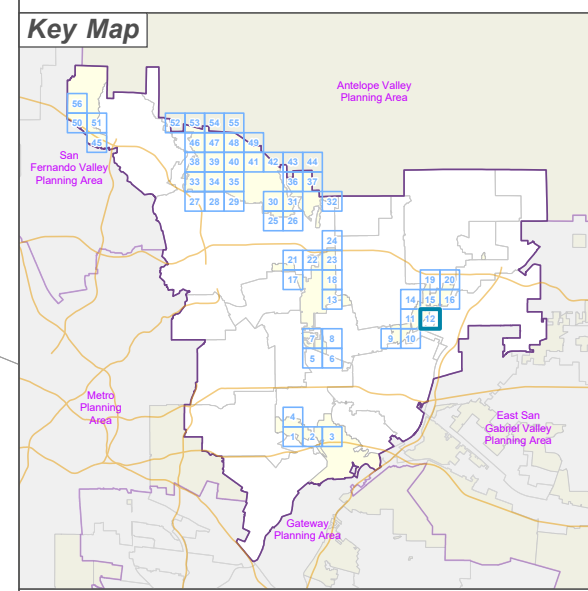 Key Map
Antelope Valley
Planning Area
56
50 51
45
52 53 54 55
46 47 48 49
38 39 40 41 42 43 44
33 34 35 36 37
27 28 29 30 31 32
25 26
San
Fernando Valley
Planning Area
24
21 22 23
17 18
13
19 20
14 15 16
11 12
9 10
7 8
5 6
4
1 2 3
Metro
Planning
Area
East San
Gabriel Valley
Planning Area
Gateway
Planning Area